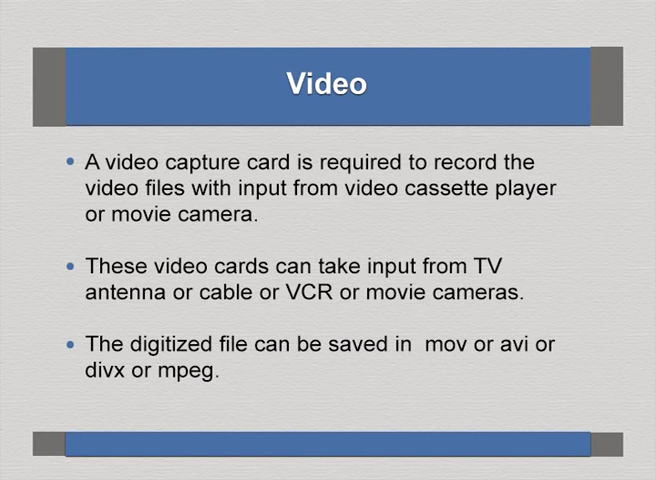 Video
• A video capture card is required to record the
video files with input from video cassette player
or movie camera.
• These video cards can take input from TV
antenna or cable or VCR or movie cameras.
• The digitized file can be saved in  mov or avi or
divx or mpeg.